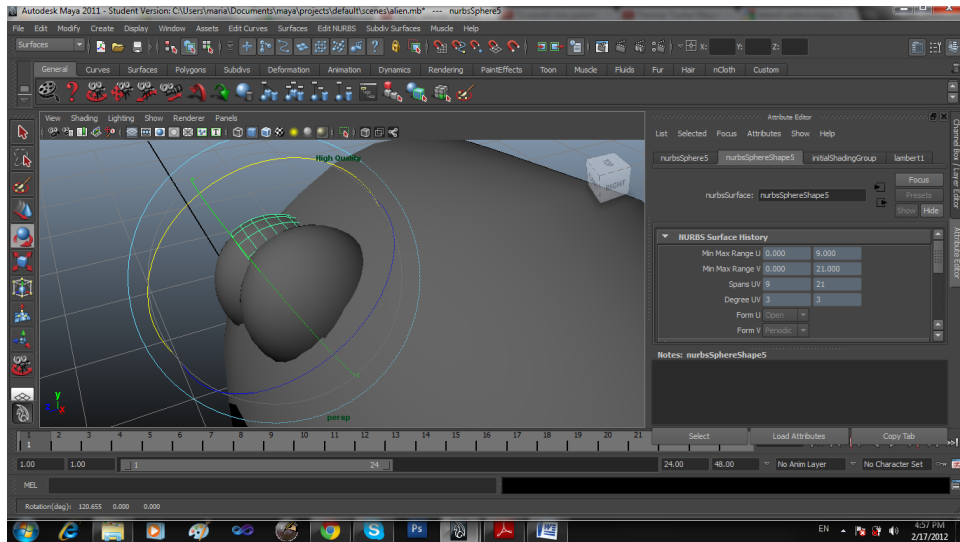 Autodesk Maya 2011 - Student Version: C:\Users\maria\Documents\maya\projects\default\scenes\alien.mb* --- nurbsSphere5
File Edit Modify Create Display Window Assets Edit Curves Surfaces Edit NURBS Subdiv Surfaces Muscle Help
Surfaces X: Y: Z:
General Curves Surfaces Polygons Subdivs Deformation Animation Dynamics Rendering PaintEffects Toon Muscle Fluids Fur Hair nCloth Custom
View Shading Lighting Show Renderer Panels
High Quality
RIGHT
y
z x
persp
Attribute Editor
List Selected Focus Attributes Show Help
nurbsSphere5 nurbsSphereShape5 initialShadingGroup lambert1
Focus
nurbsSurface: nurbsSphereShape5 Presets
Show Hide
NURBS Surface History
Min Max Range U 0.000 9.000
Min Max Range V 0.000 21.000
Spans UV 9 21
Degree UV 3 3
Form U Open
Form V Periodic
Notes: nurbsSphereShape5
Select Load Attributes Copy Tab
Channel Box / Layer Editor
Attribute Editor
1 2 3 4 5 6 7 8 9 10 11 12 13 14 15 16 17 18 19 20 21
1
1.00 1.00 1 24 24.00 48.00 No Anim Layer No Character Set
MEL
Rotation(deg): 120.655 0.000 0.000
Ps
EN 4:57 PM
2/17/2012